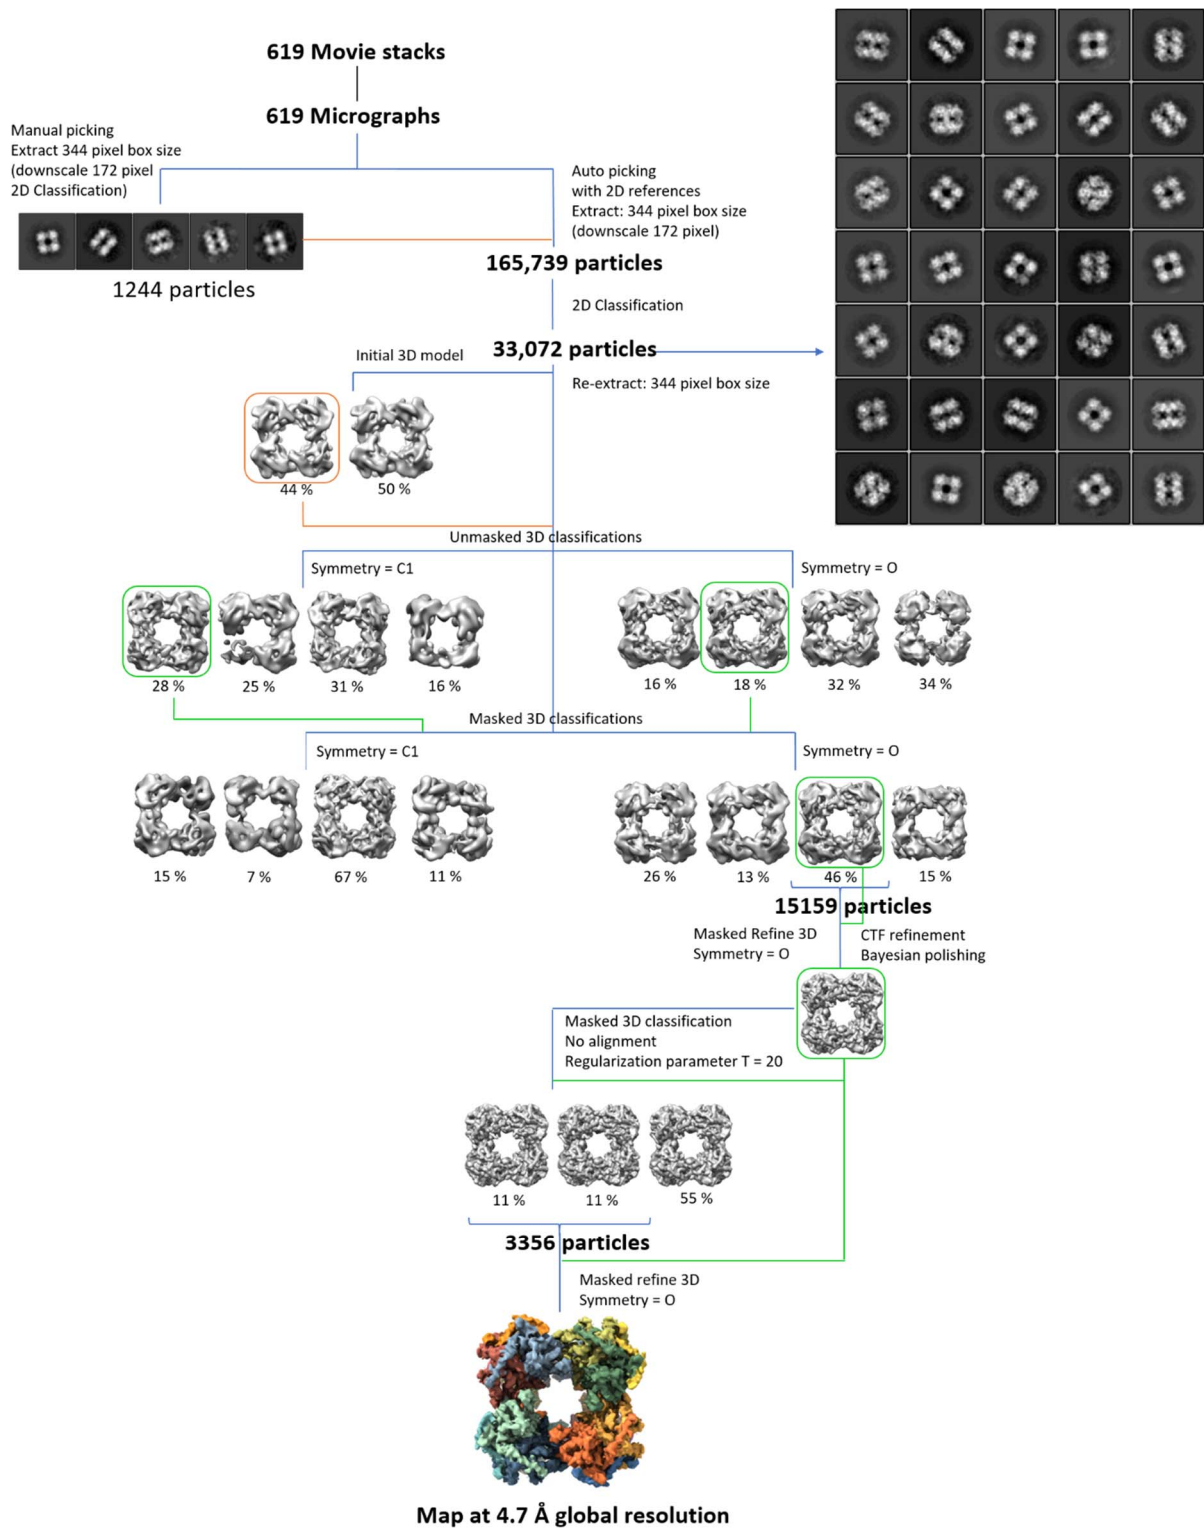 619 Movie stacks
619 Micrographs
Manual picking
Extract 344 pixel box size
(downscale 172 pixel
2D Classification)
1244 particles
Auto picking
with 2D references
Extract: 344 pixel box size
(downscale 172 pixel)
165,739 particles
2D Classification
33,072 particles
Re-extract: 344 pixel box size
Initial 3D model
44 %
50 %
Unmasked 3D classifications
Symmetry = C1
Symmetry = O
28 %
25 %
31 %
16 %
16 %
18 %
32 %
34 %
Masked 3D classifications
Symmetry = C1
Symmetry = O
15 %
7 %
67 %
11 %
26 %
13 %
46 %
15 %
15159 particles
Masked Refine 3D
Symmetry = O
CTF refinement
Bayesian polishing
Masked 3D classification
No alignment
Regularization parameter T = 20
11 %
11 %
55 %
3356 particles
Masked refine 3D
Symmetry = O
Map at 4.7 Å global resolution